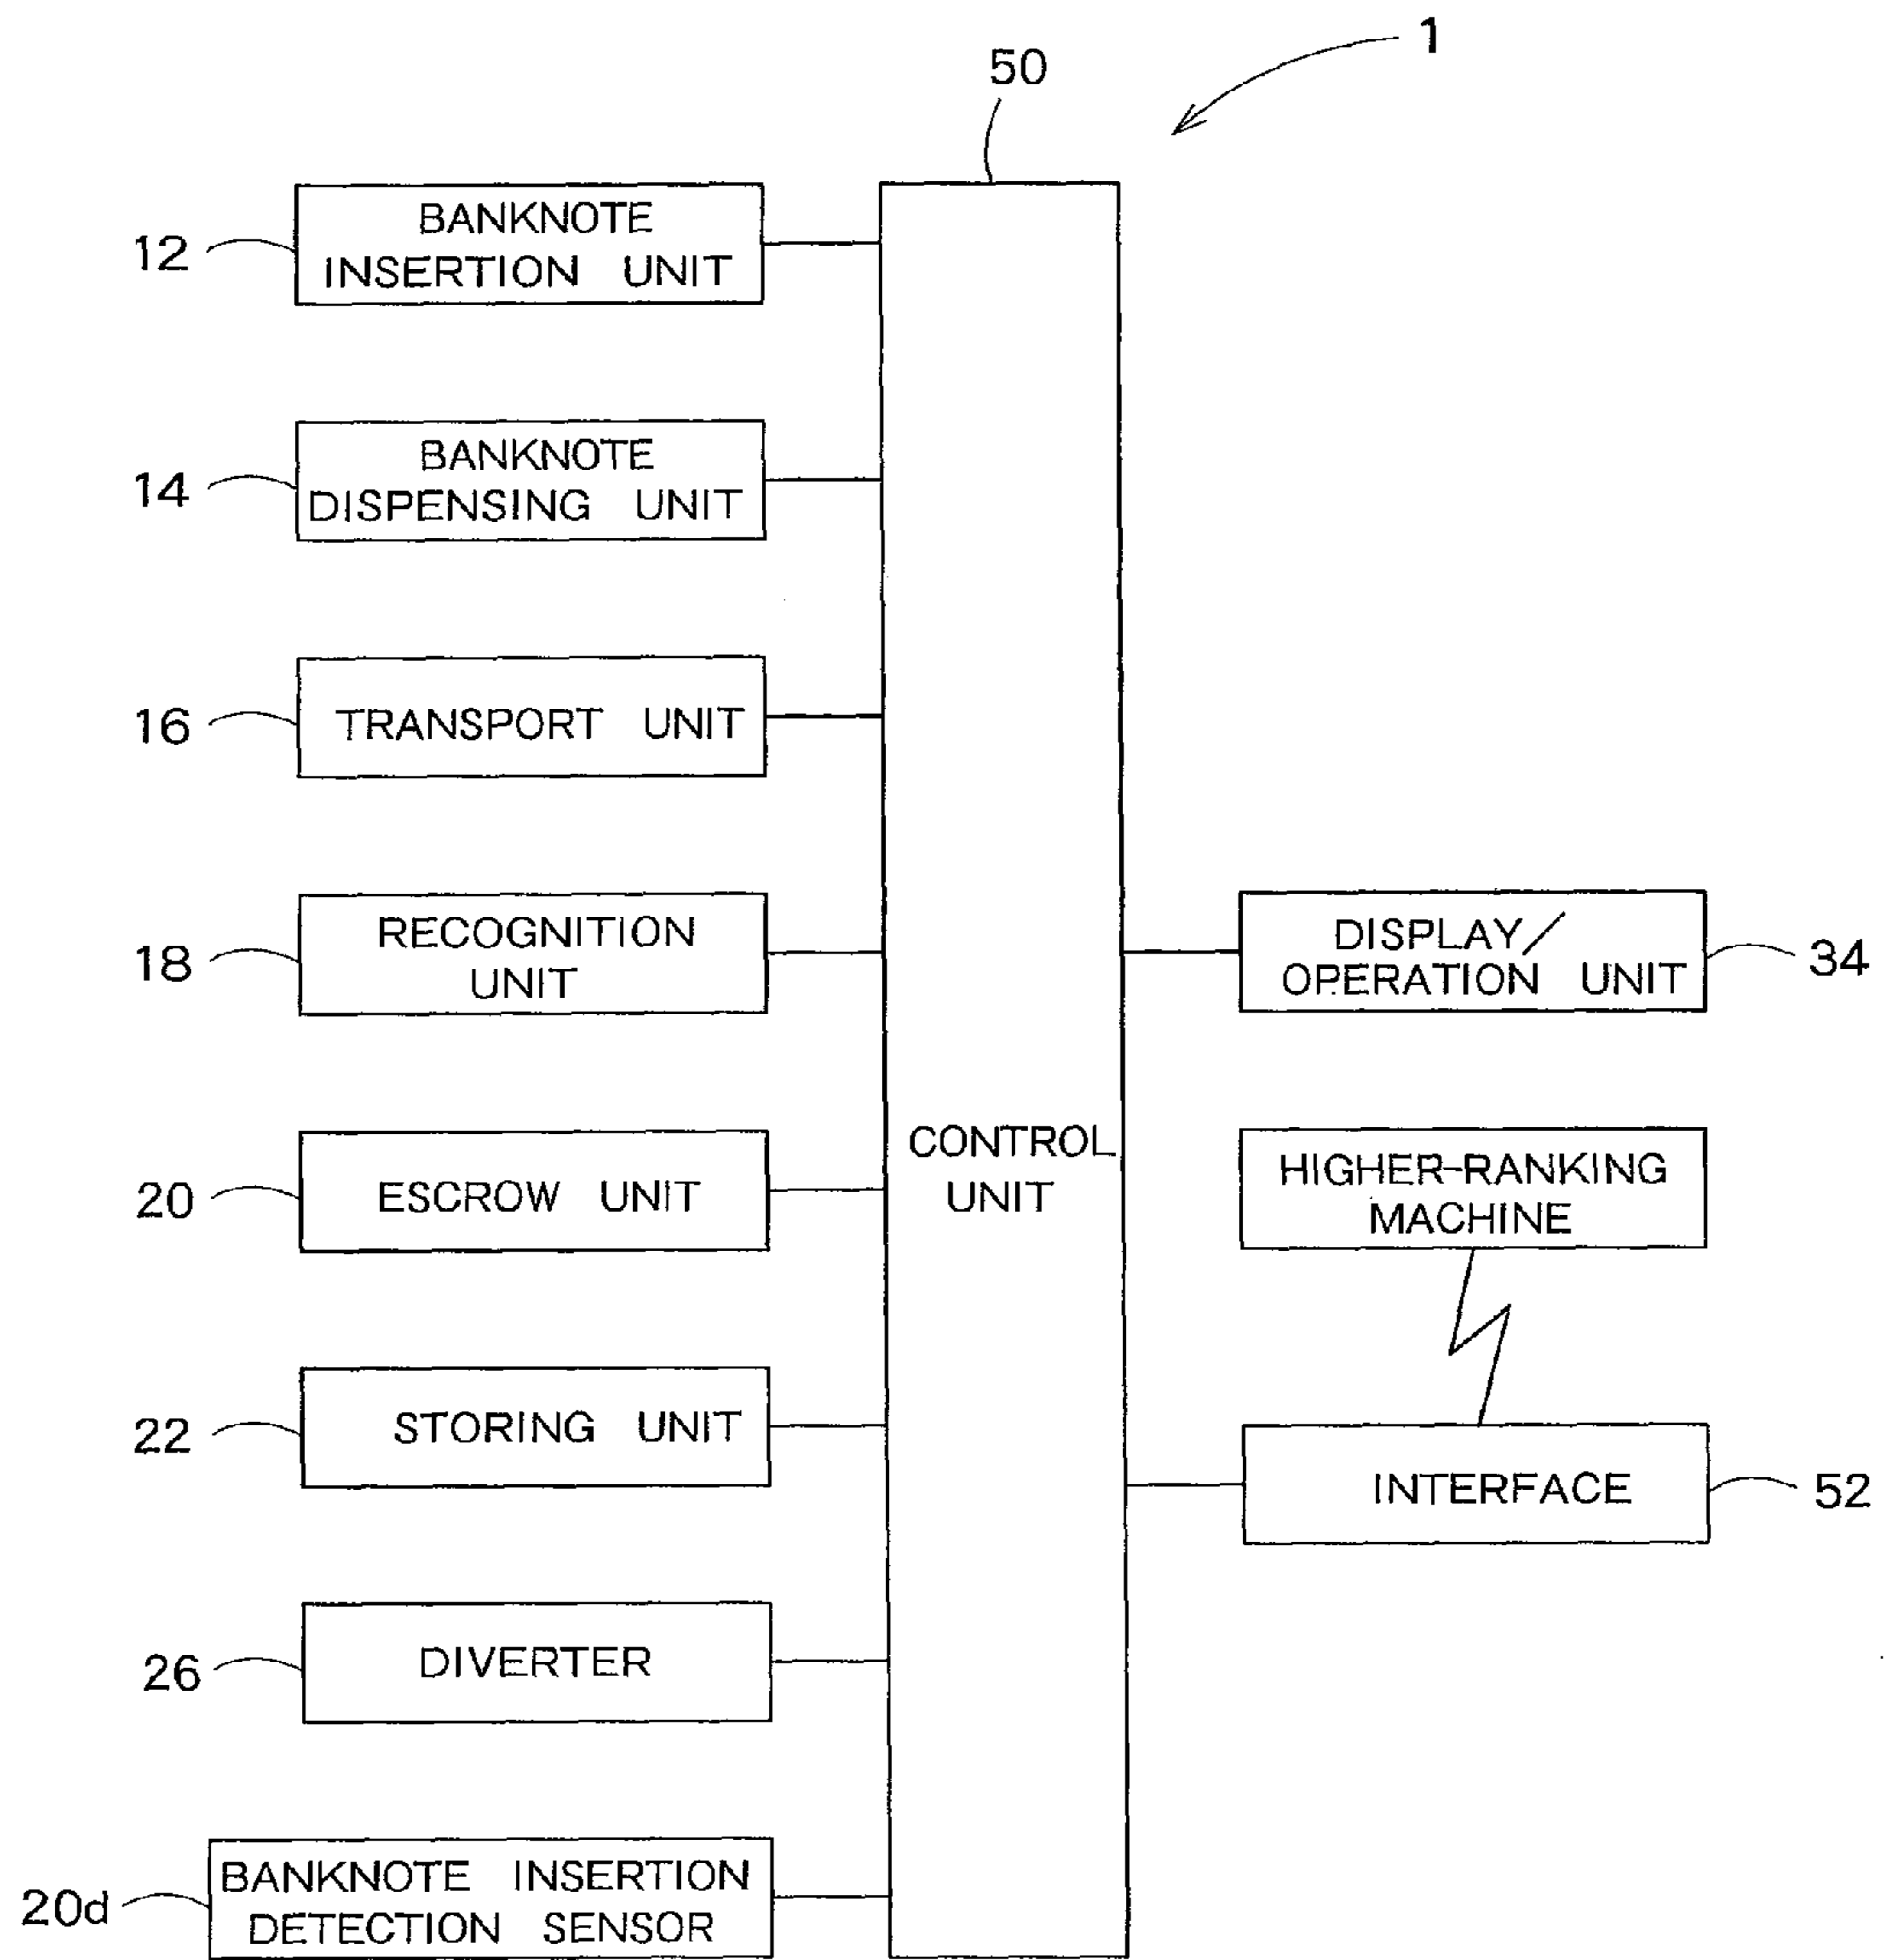 1
50
BANKNOTE
INSERTION UNIT
12
BANKNOTE
DISPENSING UNIT
14
TRANSPORT UNIT
16
RECOGNITION
UNIT
18
ESCROW UNIT
20
STORING UNIT
22
DIVERTER
26
BANKNOTE INSERTION
DETECTION SENSOR
20d
CONTROL
UNIT
DISPLAY/
OPERATION UNIT
34
HIGHER-RANKING
MACHINE
INTERFACE
52